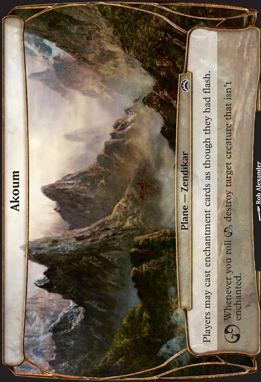 Akoum
Plane — Zendikar
Players may cast enchantment cards as though they had flash.
Whenever you roll , destroy target creature that isn't
enchanted.
Rob Alexander